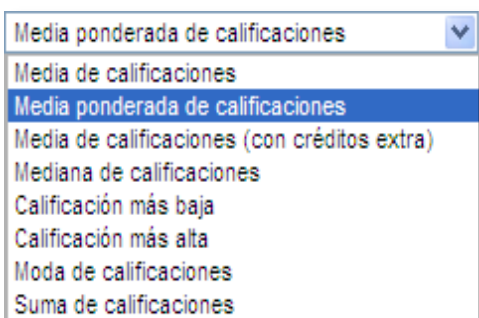 Media ponderada de calificaciones
Media de calificaciones
Media ponderada de calificaciones
Media de calificaciones (con créditos extra)
Mediana de calificaciones
Calificación más baja
Calificación más alta
Moda de calificaciones
Suma de calificaciones